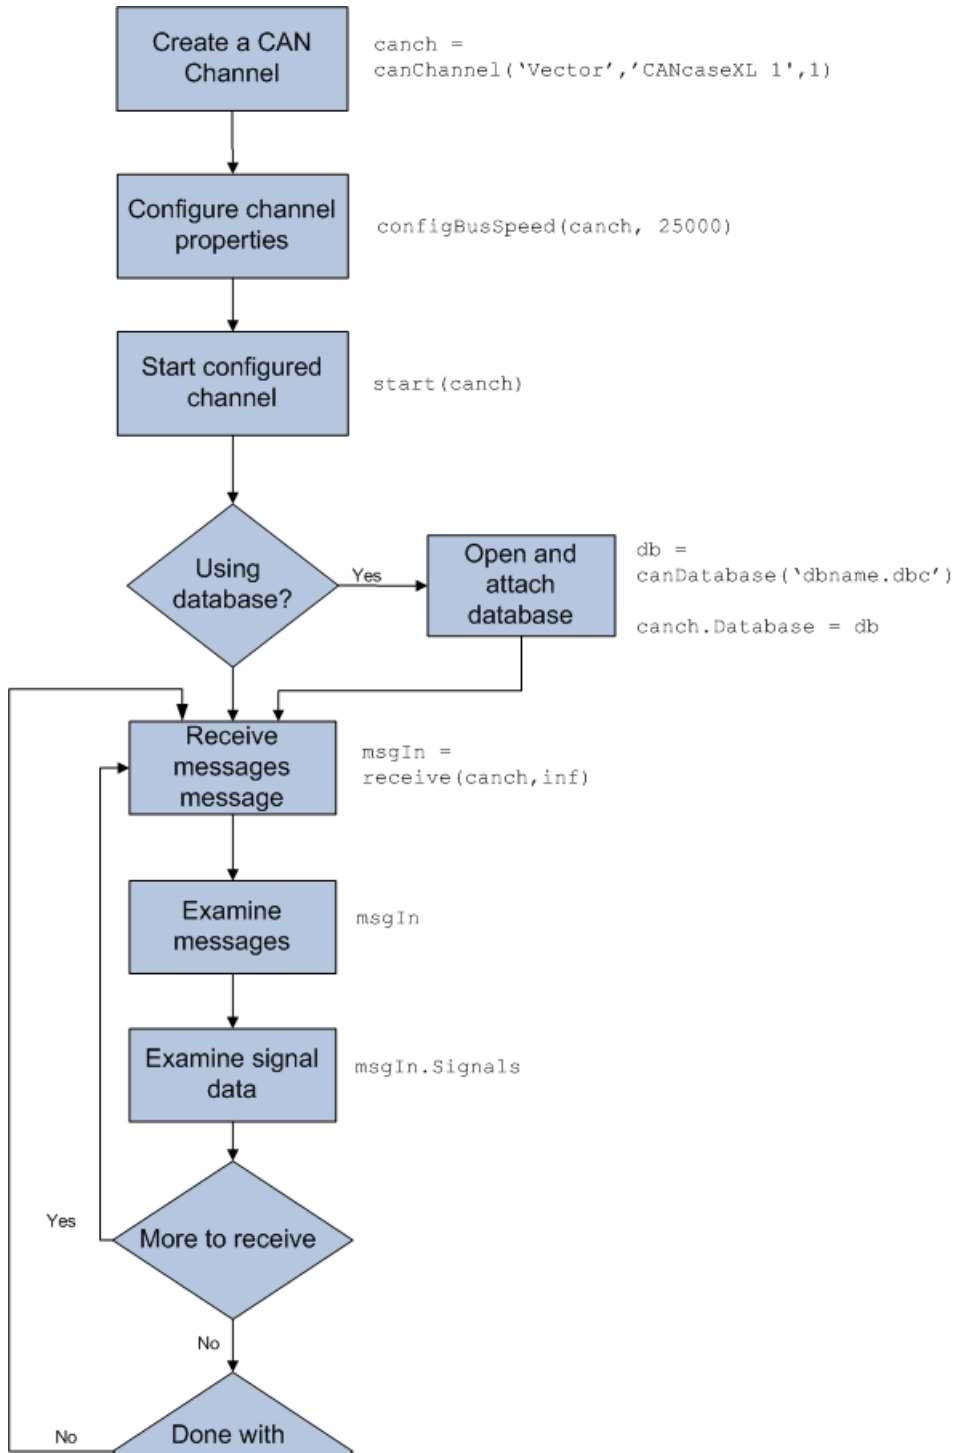 Create a CAN
Channel
canch =
canChannel(‘Vector’,’CANcaseXL 1',1)
Configure channel
properties
configBusSpeed(canch, 25000)
Start configured
channel
start(canch)
Using
database?
Yes
Open and
attach
database
db =
canDatabase(‘dbname.dbc’)
canch.Database = db
Receive
messages
message
msgIn =
receive(canch,inf)
Examine
messages
msgIn
Examine signal
data
msgIn.Signals
Yes
More to receive
No
No
Done with